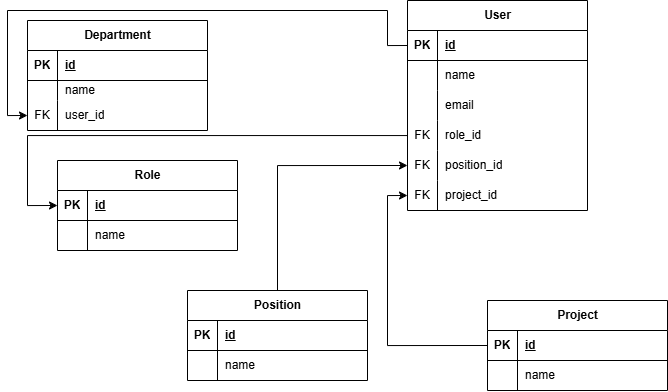 Department
PK id
name
FK user_id
User
PK id
name
email
FK role_id
FK position_id
FK project_id
Role
PK id
name
Position
PK id
name
Project
PK id
name